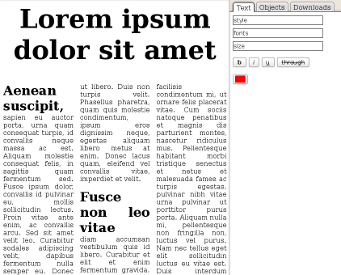 Lorem ipsum
dolor sit amet
Aenean
suscipit,
sapien eu auctor
porta, urna quam
consequat turpis, id
convallis neque
massa ac est.
Aliquam molestie
consequat felis, in
sagittis quam
fermentum sed.
Fusce ipsum dolor,
convallis id pulvinar
eu, mollis
sollicitudin lectus.
Proin vitae ante
enim, ac convallis
arcu. Sed sit amet
velit leo. Curabitur
sodales adipiscing
velit, dapibus
fermentum nulla
semper eu. Donec
ut libero. Duis non
turpis velit.
Phasellus pharetra,
quam quis molestie
condimentum,
ipsum eros
dignissim neque,
egestas aliquam
libero metus at
enim. Donec lacus
quam, eleifend vel
convallis vitae,
imperdiet et velit.
Fusce
non leo
vitae
diam accumsan
vestibulum quis id
libero. Curabitur et
elit et enim
fermentum gravida.
facilisis
condimentum mi, ut
ornare felis placerat
vitae. Cum sociis
natoque penatibus
et magnis dis
parturient montes,
nascetur ridiculus
mus. Pellentesque
habitant morbi
tristique senectus
et netus et
malesuada fames ac
turpis egestas.
pulvinar nibh vitae
urna pulvinar ut
porttitor purus
porta. Aliquam nulla
mi, pellentesque
non fringilla non,
luctus vel purus.
Nam nec tellus eget
elit sollicitudin
luctus eu vitae est.
Duis interdum
Text Objects Downloads
style
fonts
size
b i u through